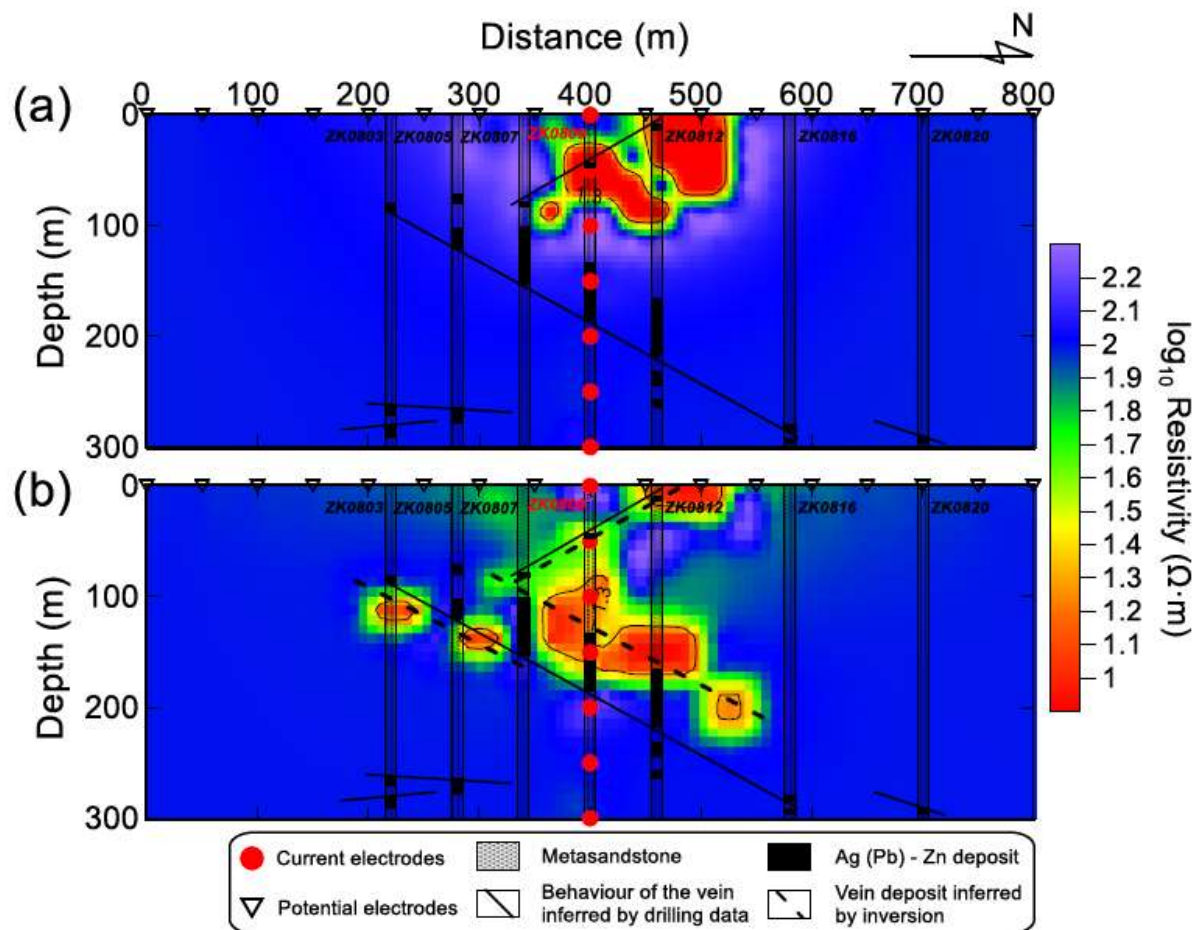 Distance (m)
N
(a)
0 100 200 300 400 500 600 700 800
ZK0803 ZK0805 ZK0807 ZK0812 ZK0816 ZK0820
0
100
200
300
Depth (m)
1.3
(b)
ZK0803 ZK0805 ZK0807 ZK0812 ZK0816 ZK0820
0
100
200
300
Depth (m)
1.3
2.2
2.1
2
1.9
1.8
1.7
1.6
1.5
1.4
1.3
1.2
1.1
1
log10 Resistivity (Ω·m)
Current electrodes
Metasandstone
Ag (Pb) - Zn deposit
Potential electrodes
Behaviour of the vein
inferred by drilling data
Vein deposit inferred
by inversion